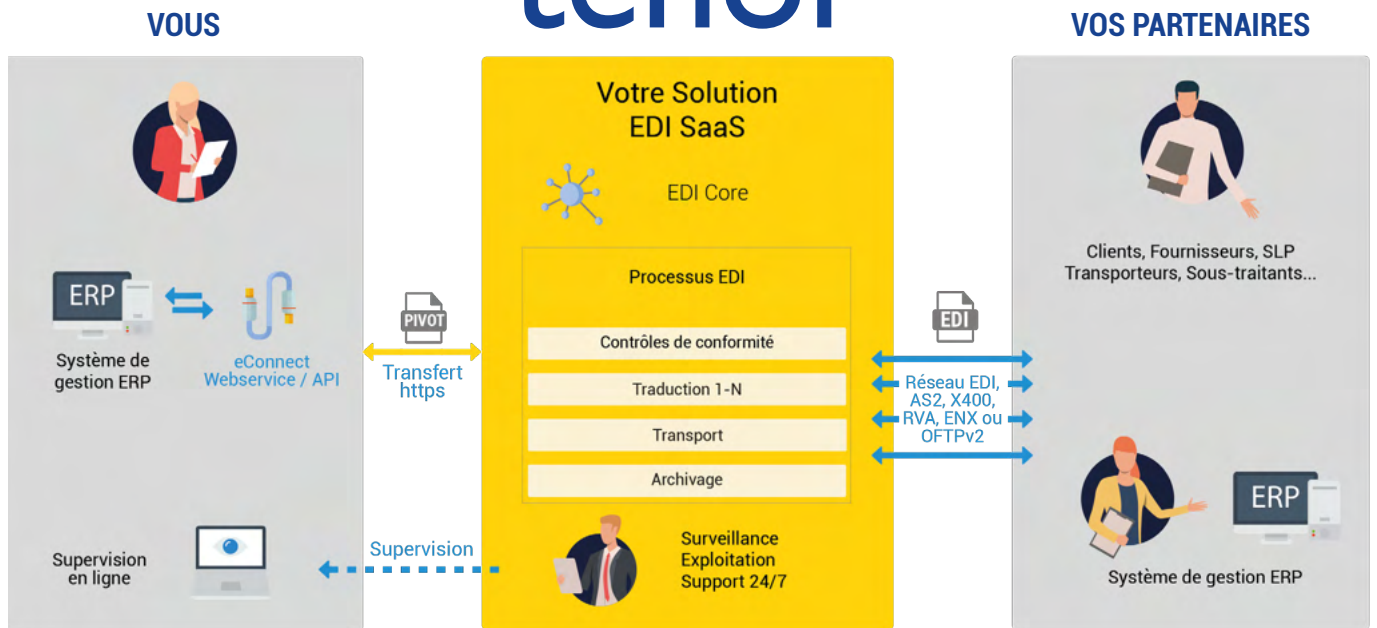 tenor
VOUS
VOS PARTENAIRES
Votre Solution
EDI SaaS
EDI Core
Processus EDI
Contrôles de conformité
Traduction 1-N
Transport
Archivage
Surveillance
Exploitation
Support 24/7
ERP
Système de
gestion ERP
eConnect
Webservice / API
Supervision
en ligne
PIVOT
Transfert
https
Supervision
EDI
Réseau EDI,
AS2, X400,
RVA, ENX ou
OFTPv2
Clients, Fournisseurs, SLP
Transporteurs, Sous-traitants...
ERP
Système de gestion ERP